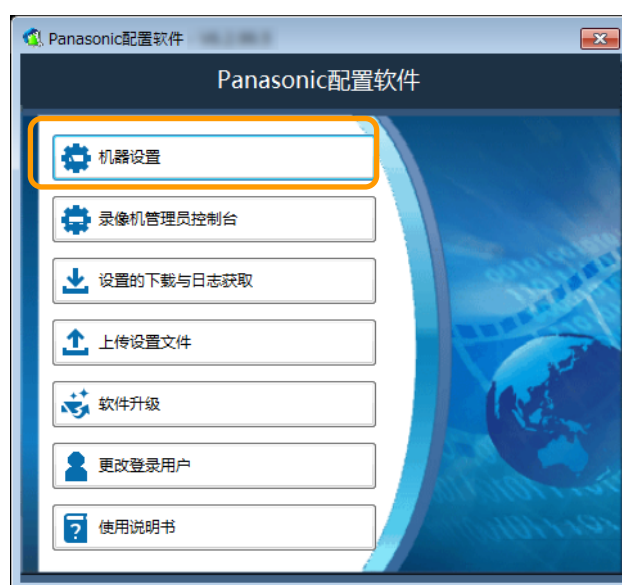 Panasonic配置软件
Panasonic配置软件
机器设置
录像机管理员控制台
设置的下载与日志获取
上传设置文件
软件升级
更改登录用户
使用说明书